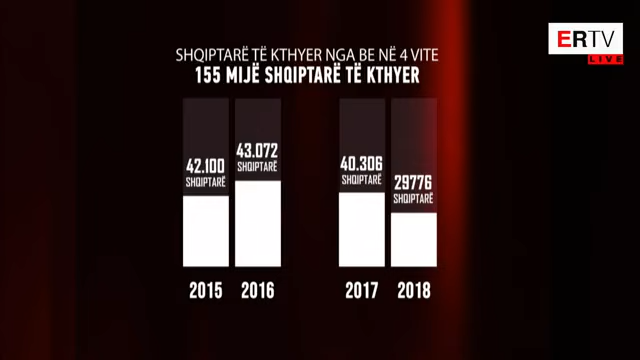 ERTV
LIVE
SHQIPTARË TË KTHYER NGA BE NË 4 VITE
155 MIJË SHQIPTARË TË KTHYER
42.100
SHQIPTARË
43.072
SHQIPTARË
40.306
SHQIPTARË
29776
SHQIPTARË
2015
2016
2017
2018